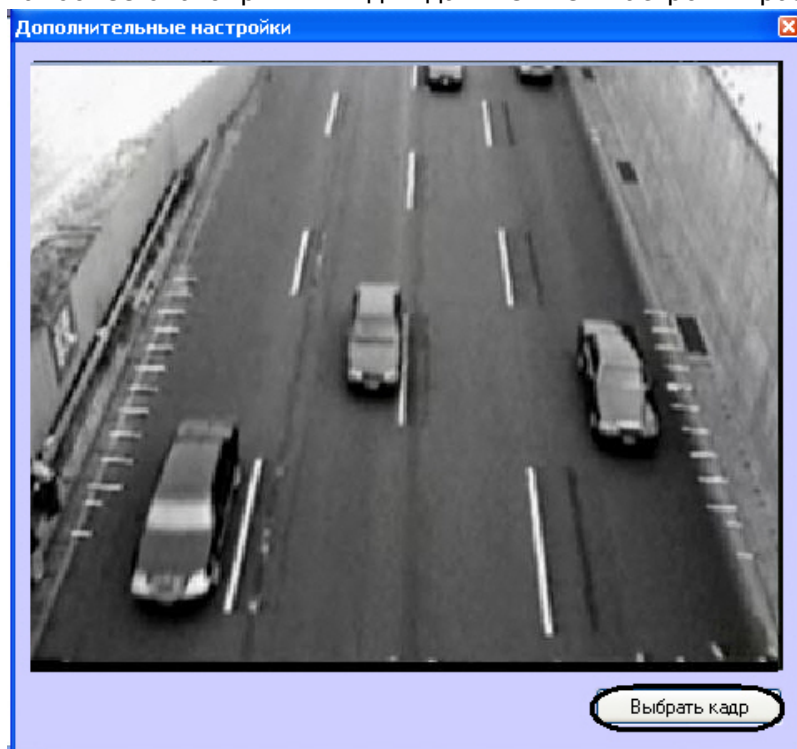 Дополнительные настройки
Выбрать кадр